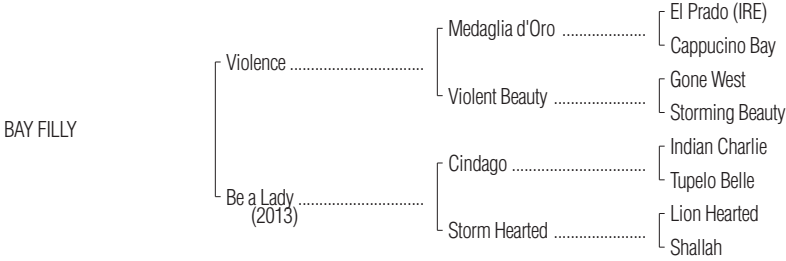 El Prado (IRE)
Medaglia d'Oro ....................
Cappucino Bay
Violence ................................
Gone West
Violent Beauty ......................
Storming Beauty
BAY FILLY
Indian Charlie
Cindago ................................
Tupelo Belle
Be a Lady ..............................
(2013)
Lion Hearted
Storm Hearted ......................
Shallah